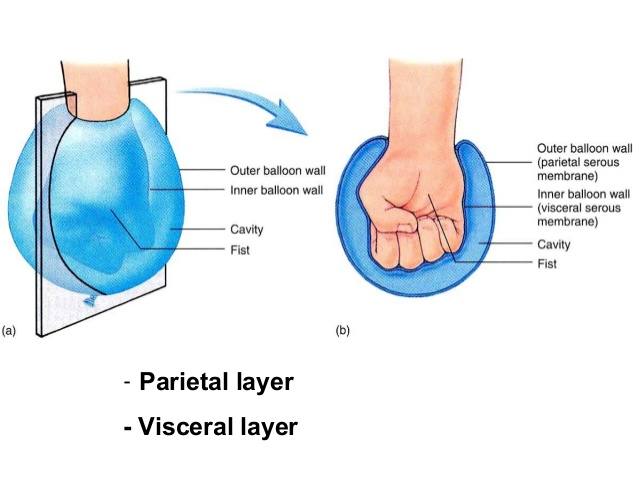 Outer balloon wall
Inner balloon wall
Cavity
Fist
(a)
Outer balloon wall
(parietal serous
membrane)
Inner balloon wall
(visceral serous
membrane)
Cavity
Fist
(b)
- Parietal layer
- Visceral layer